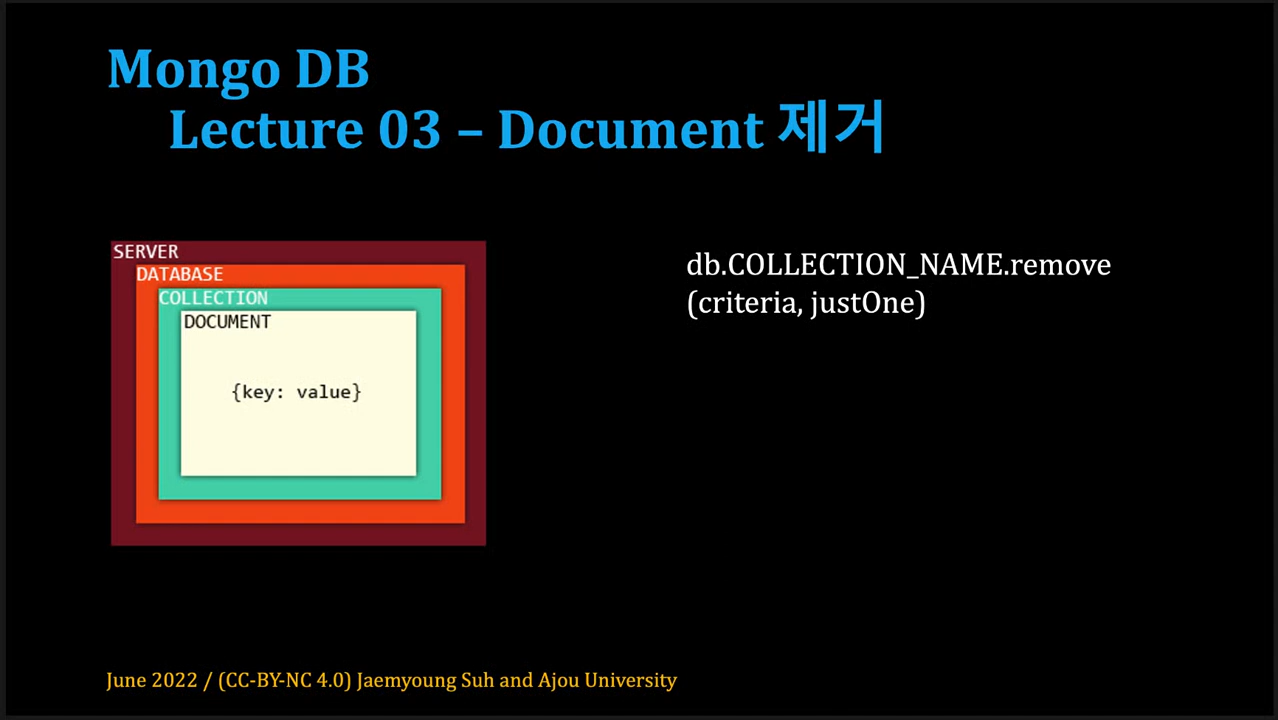 Mongo DB
Lecture 03 – Document 제거
SERVER
DATABASE
COLLECTION
DOCUMENT
{key: value}
db.COLLECTION_NAME.remove
(criteria, justOne)
June 2022 / (CC-BY-NC 4.0) Jaemyoung Suh and Ajou University